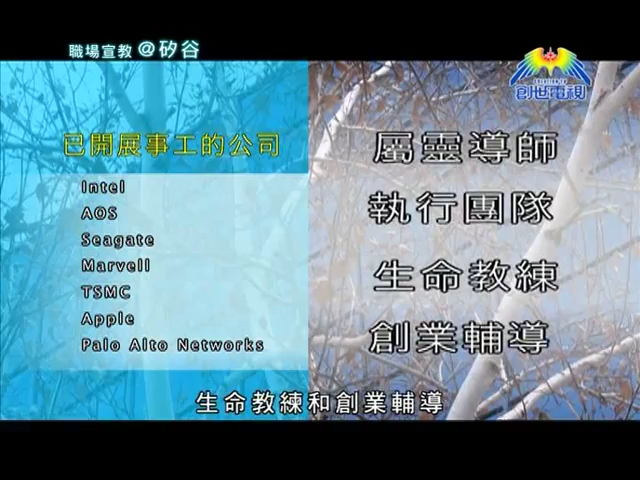 職場宣教@矽谷
CREATION TV
創世電視
已開展事工的公司
Intel
AOS
Seagate
Marvell
TSMC
Apple
Palo Alto Networks
屬靈導師
執行團隊
生命教練
創業輔導
生命教練和創業輔導